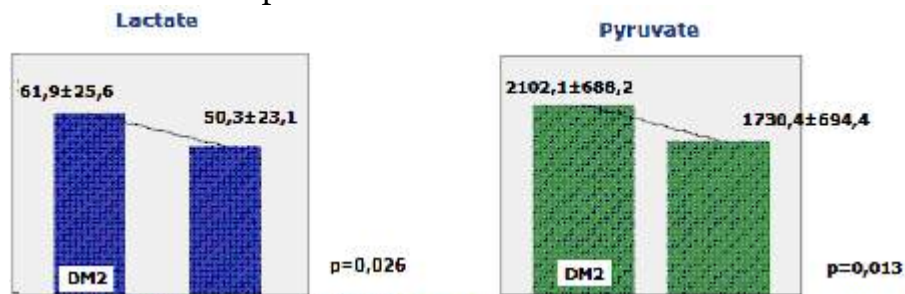 Lactate
61,9±25,6
50,3±23,1
DM2
p=0,026
Pyruvate
2102,1±688,2
1730,4±694,4
DM2
p=0,013